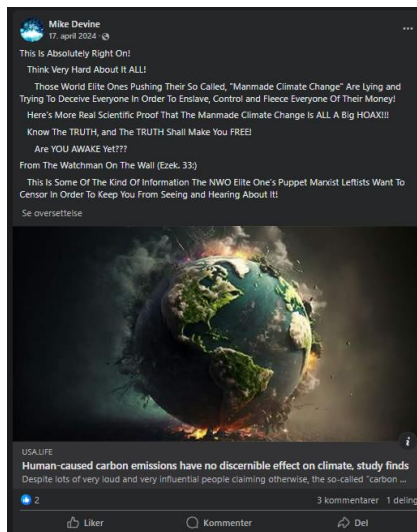 Mike Devine
17. april 2024 ·
This Is Absolutely Right On!
Think Very Hard About It ALL!
Those World Elite Ones Pushing Their So Called, "Manmade Climate Change" Are Lying and
Trying To Deceive Everyone In Order To Enslave, Control and Fleece Everyone Of Their Money!
Here's More Real Scientific Proof That The Manmade Climate Change Is ALL A Big HOAX!!!
Know The TRUTH, and The TRUTH Shall Make You FREE!
Are YOU AWAKE Yet???
From The Watchman On The Wall (Ezek. 33:)
This Is Some Of The Kind Of Information The NWO Elite One's Puppet Marxist Leftists Want To
Censor In Order To Keep You From Seeing and Hearing About It!
Se oversettelse
USA.LIFE
Human-caused carbon emissions have no discernible effect on climate, study finds
Despite lots of very loud and very influential people claiming otherwise, the so-called "carbon ...
2
3 kommentarer 1 deling
Liker
Kommenter
Del